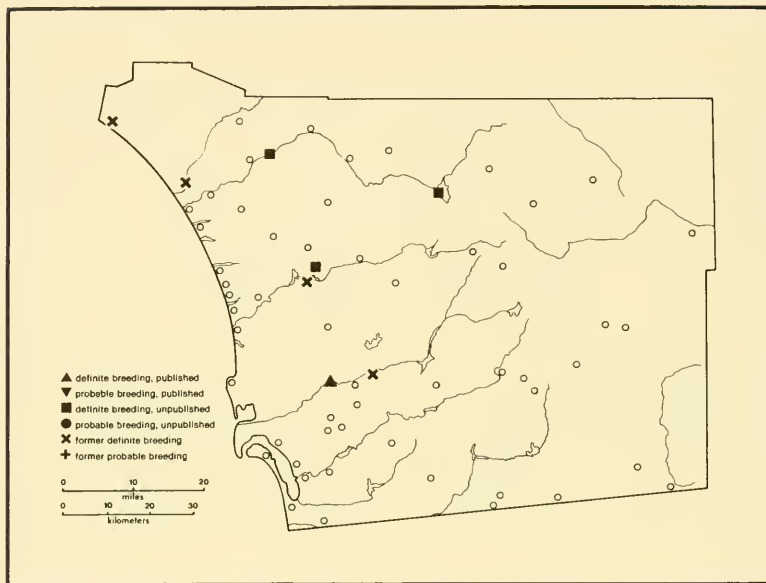 definite breeding, published
probable breeding, published
definite breeding, unpublished
probable breeding, unpublished
former definite breeding
former probable breeding
0 10 20
miles
0 10 20 30
kilometers